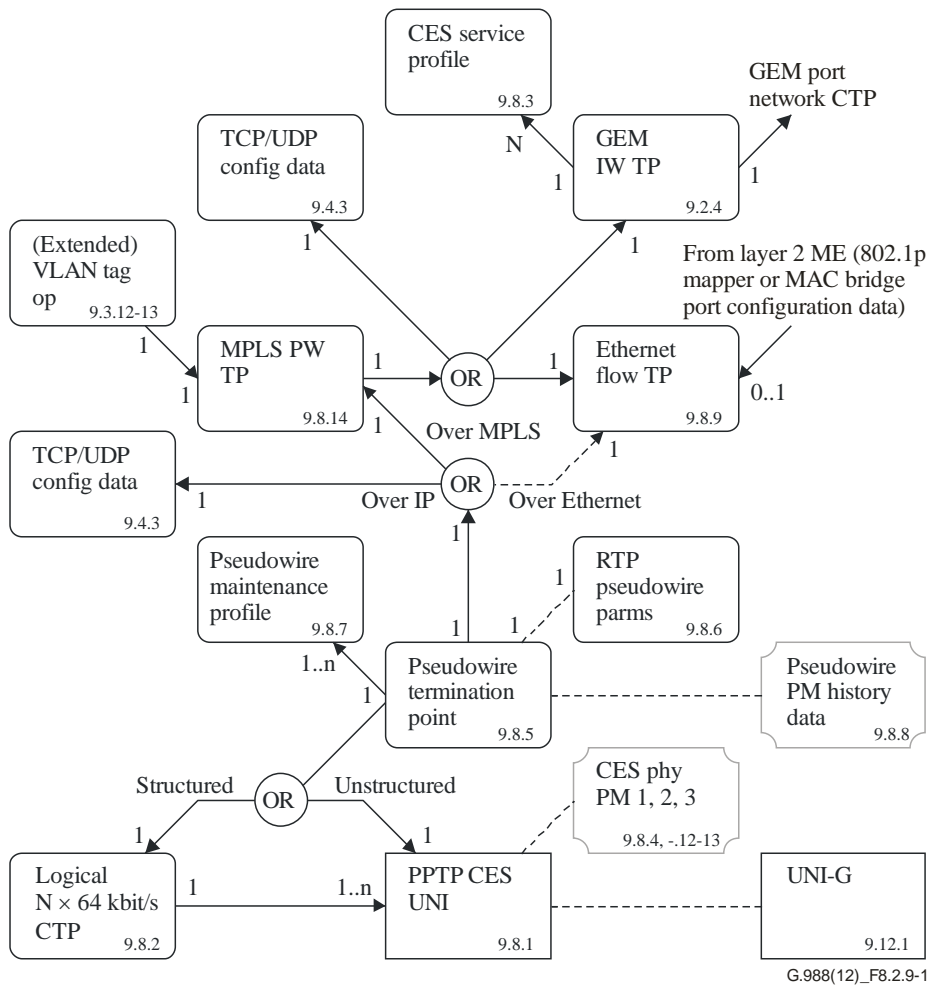 CES service
profile
9.8.3
GEM port
network CTP
N
1
GEM
IW TP
9.2.4
1
TCP/UDP
config data
9.4.3
1
1
(Extended)
VLAN tag
op
9.3.12-13
1
1
From layer 2 ME (802.1p
mapper or MAC bridge
port configuration data)
MPLS PW
TP
9.8.14
1
OR
1
Ethernet
flow TP
9.8.9
0..1
1
Over MPLS
1
TCP/UDP
config data
9.4.3
1
Over IP
OR
Over Ethernet
1
Pseudowire
maintenance
profile
9.8.7
1..n
1
1
1
RTP
pseudowire
parms
9.8.6
1
Pseudowire
termination
point
9.8.5
Pseudowire
PM history
data
9.8.8
Structured
OR
Unstructured
CES phy
PM 1, 2, 3
9.8.4, -.12-13
1
1
Logical
N × 64 kbit/s
CTP
9.8.2
1
1..n
PPTP CES
UNI
9.8.1
UNI-G
9.12.1
G.988(12)_F8.2.9-1